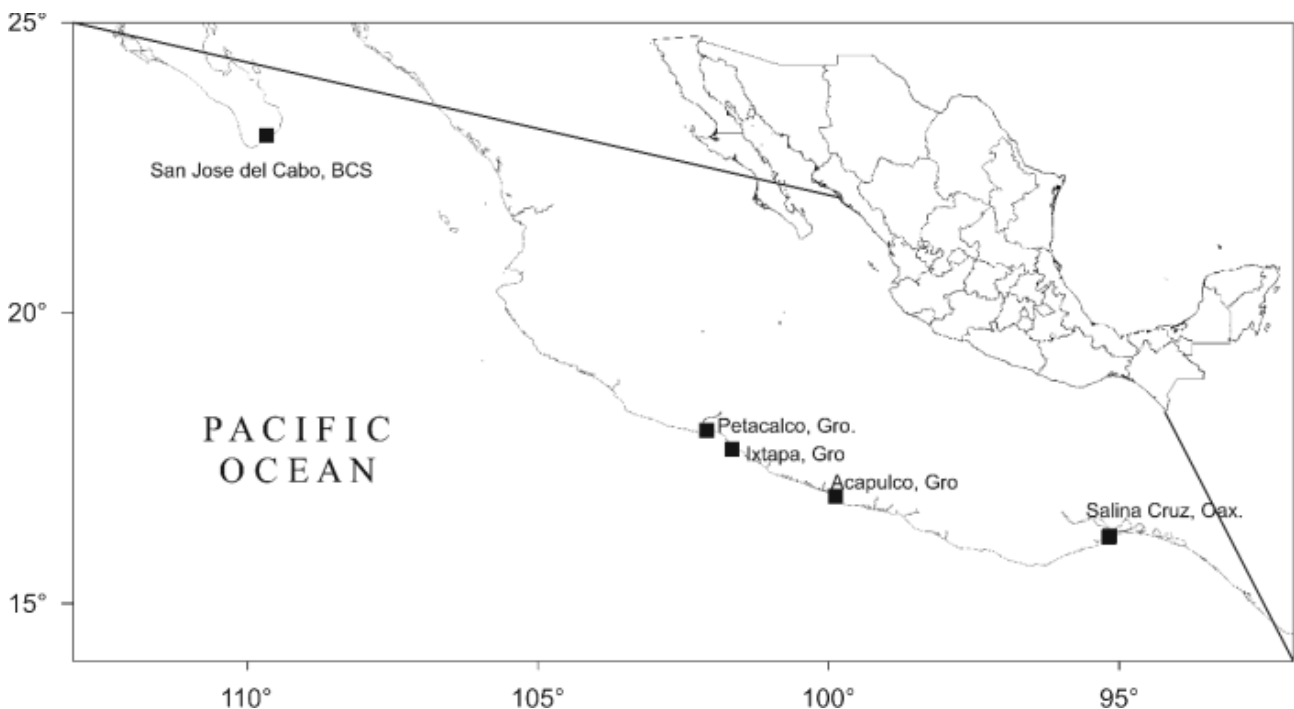 25°
San Jose del Cabo, BCS
20°
PACIFIC
OCEAN
Petacalco, Gro.
Ixtapa, Gro
Acapulco, Gro
Salina Cruz, Oax.
15°
110°
105°
100°
95°